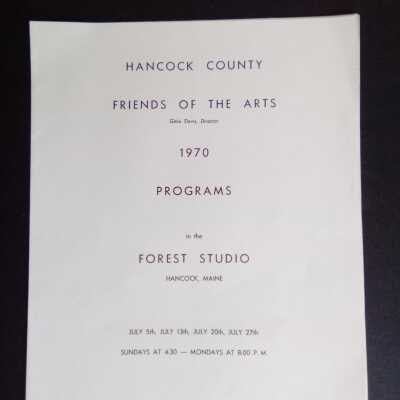 HANCOCK COUNTY
FRIENDS OF THE ARTS
Director
1970
PROGRAMS
in the
FOREST STUDIO
HANCOCK, MAINE
JULY 5th, JULY 13th, JULY 20th, JULY 27th
SUNDAYS AT 4:30 — MONDAYS AT 8:00 P. M.